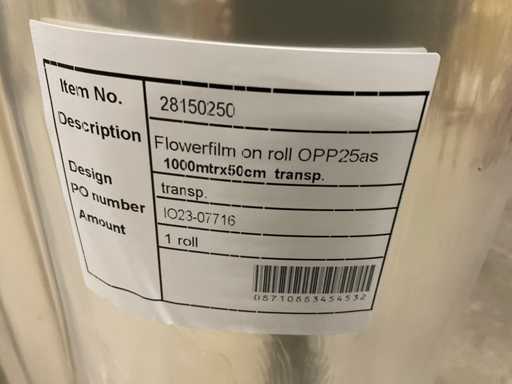 Item No. 28150250
Description Flowerfilm on roll OPP25as
1000mtrx50cm transp.
Design transp.
PO number IO23-07716
Amount 1 roll